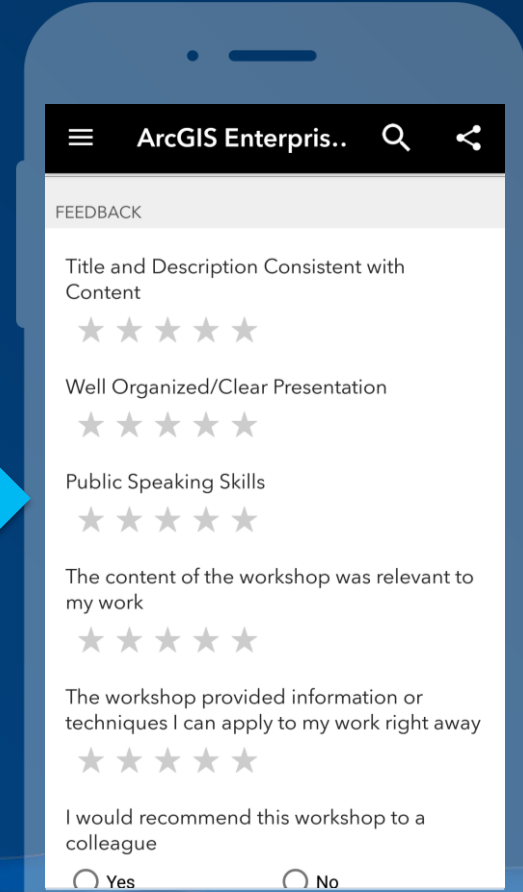 ArcGIS Enterpris..
FEEDBACK
Title and Description Consistent with
Content
Well Organized/Clear Presentation
Public Speaking Skills
The content of the workshop was relevant to
my work
The workshop provided information or
techniques I can apply to my work right away
I would recommend this workshop to a
colleague
Yes No